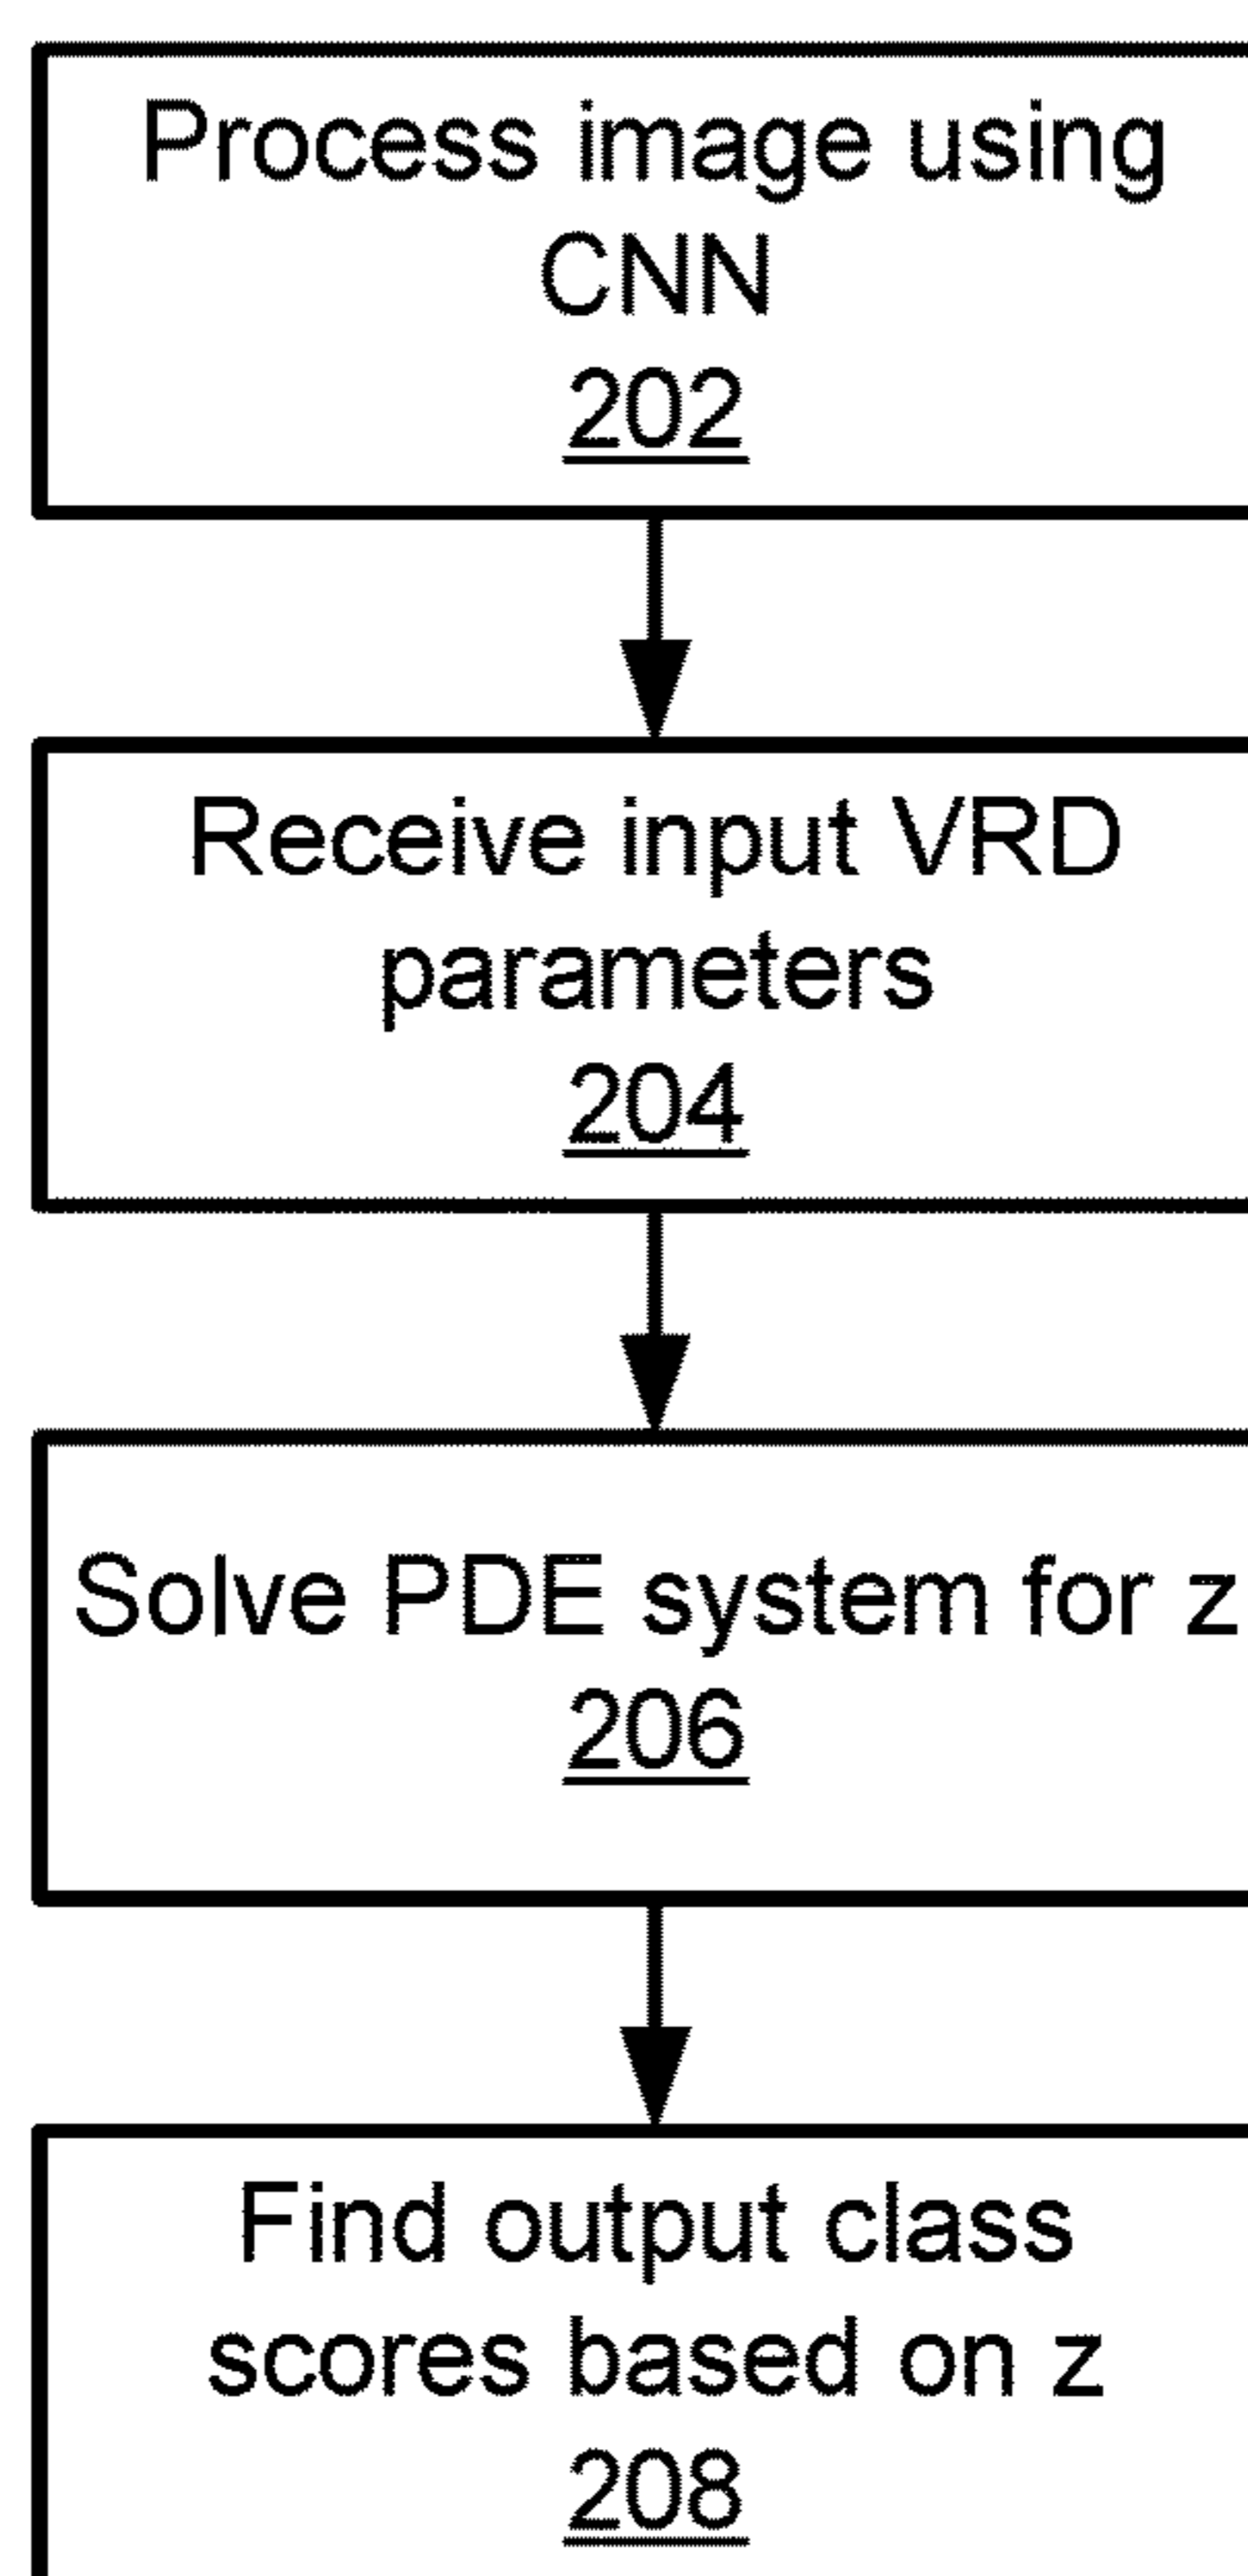 Process image using
CNN
202
Receive input VRD
parameters
204
Solve PDE system for z
206
Find output class
scores based on z
208